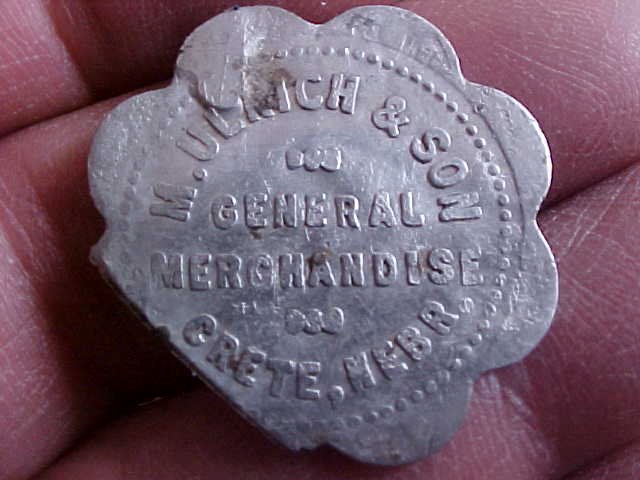 M. ULRICH & SON
GENERAL
MERCHANDISE
CRETE, NEBR.